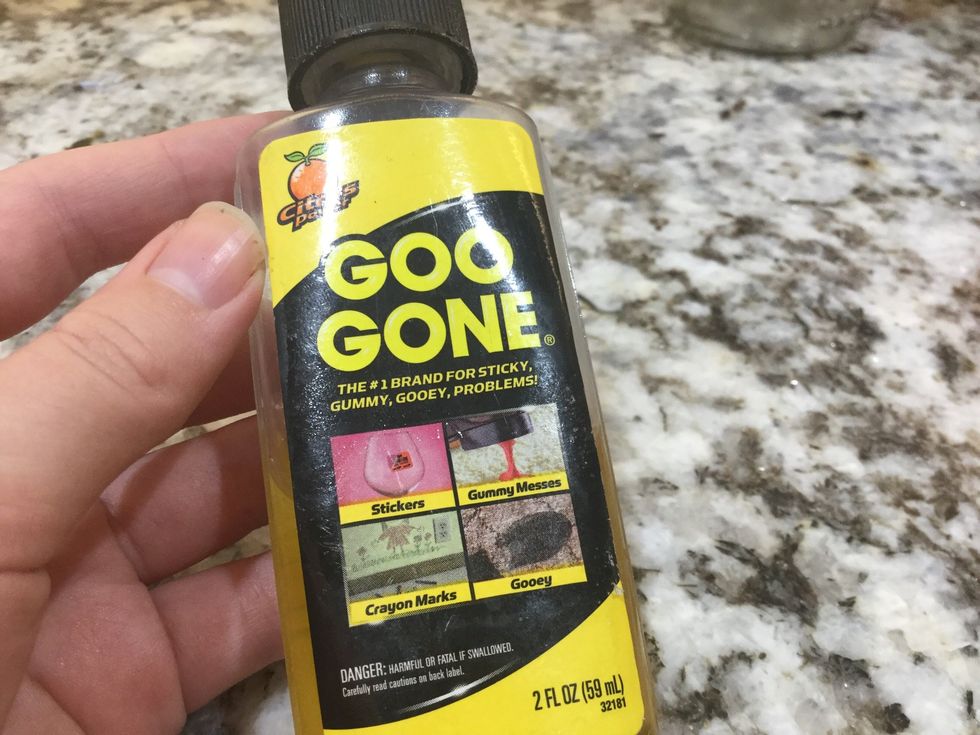 Citrus
Power
GOO
GONE®
THE #1 BRAND FOR STICKY,
GUMMY, GOOEY, PROBLEMS!
Stickers
Gummy Messes
Crayon Marks
Gooey
DANGER: HARMFUL OR FATAL IF SWALLOWED.
Carefully read cautions on back label.
2 FL OZ (59 mL)
32181